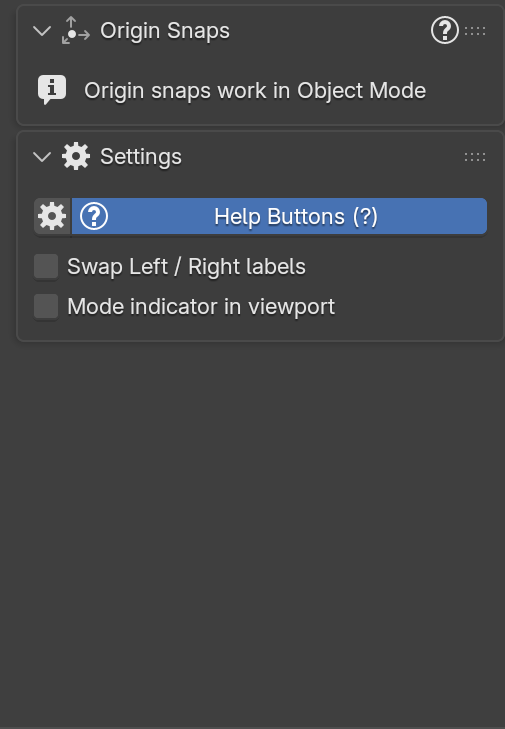 Origin Snaps
Origin snaps work in Object Mode
Settings
Help Buttons (?)
Swap Left / Right labels
Mode indicator in viewport